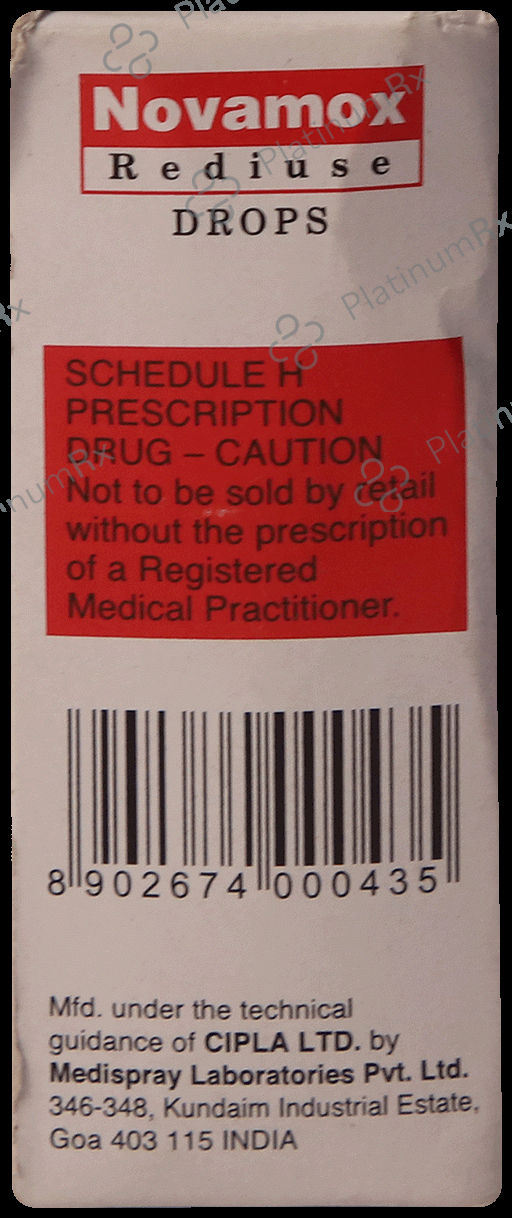 Novamox
Rediuse
DROPS
SCHEDULE H
PRESCRIPTION
DRUG – CAUTION
Not to be sold by retail
without the prescription
of a Registered
Medical Practitioner.
8 902674 000435
Mfd. under the technical
guidance of CIPLA LTD. by
Medispray Laboratories Pvt. Ltd.
346-348, Kundaim Industrial Estate,
Goa 403 115 INDIA
PlatinumRx
PlatinumRx